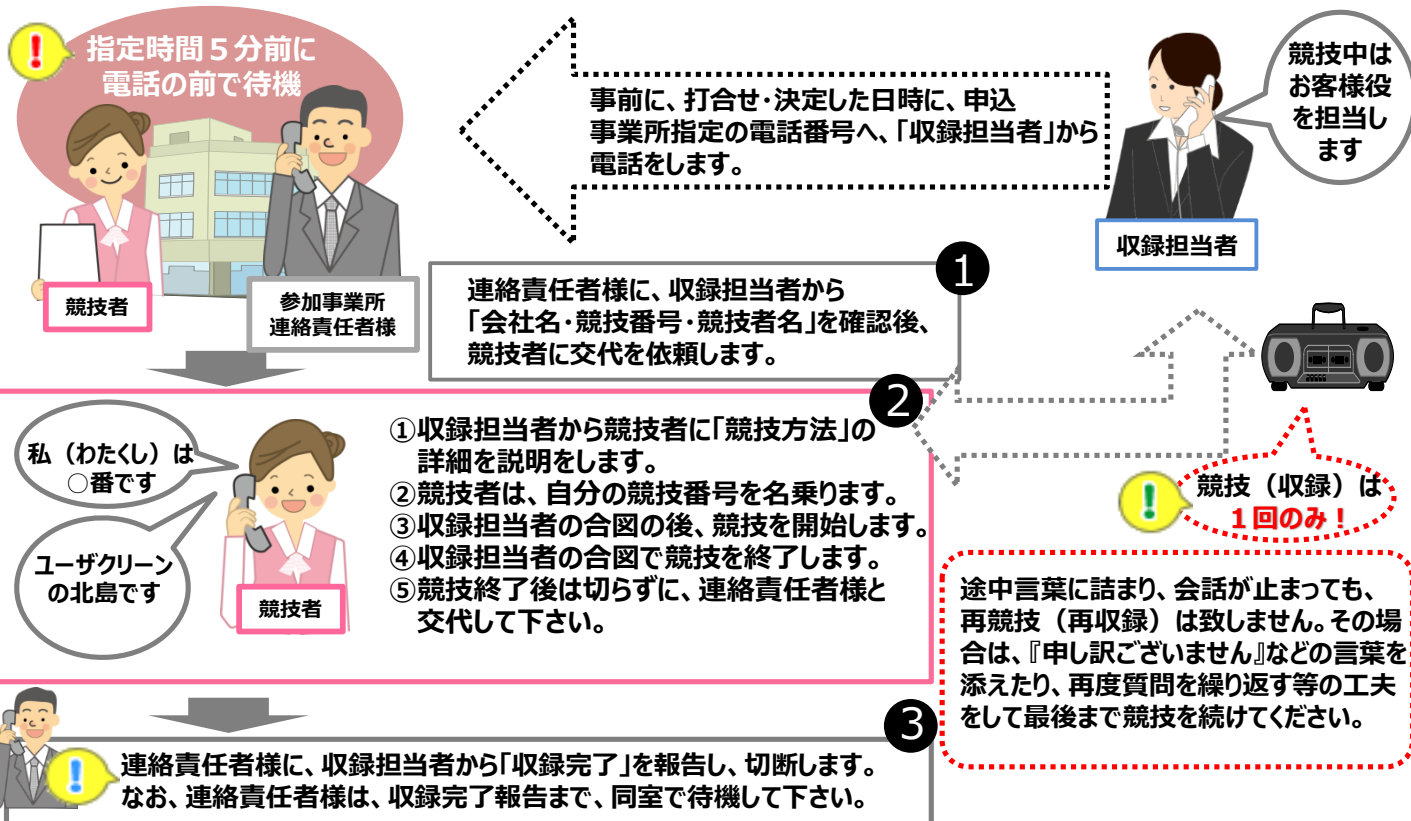 指定時間５分前に
電話の前で待機
競技者
参加事業所
連絡責任者様
事前に、打合せ・決定した日時に、申込
事業所指定の電話番号へ、「収録担当者」から
電話をします。
競技中は
お客様役
を担当し
ます
収録担当者
1
連絡責任者様に、収録担当者から
「会社名・競技番号・競技者名」を確認後、
競技者に交代を依頼します。
2
私（わたくし）は
○番です
ユーザクリーン
の北島です
競技者
①収録担当者から競技者に「競技方法」の
詳細を説明をします。
②競技者は、自分の競技番号を名乗ります。
③収録担当者の合図の後、競技を開始します。
④収録担当者の合図で競技を終了します。
⑤競技終了後は切らずに、連絡責任者様と
交代して下さい。
競技（収録）は
１回のみ！
途中言葉に詰まり、会話が止まっても、
再競技（再収録）は致しません。その場
合は、『申し訳ございません』などの言葉を
添えたり、再度質問を繰り返す等の工夫
をして最後まで競技を続けてください。
3
連絡責任者様に、収録担当者から「収録完了」を報告し、切断します。
なお、連絡責任者様は、収録完了報告まで、同室で待機して下さい。